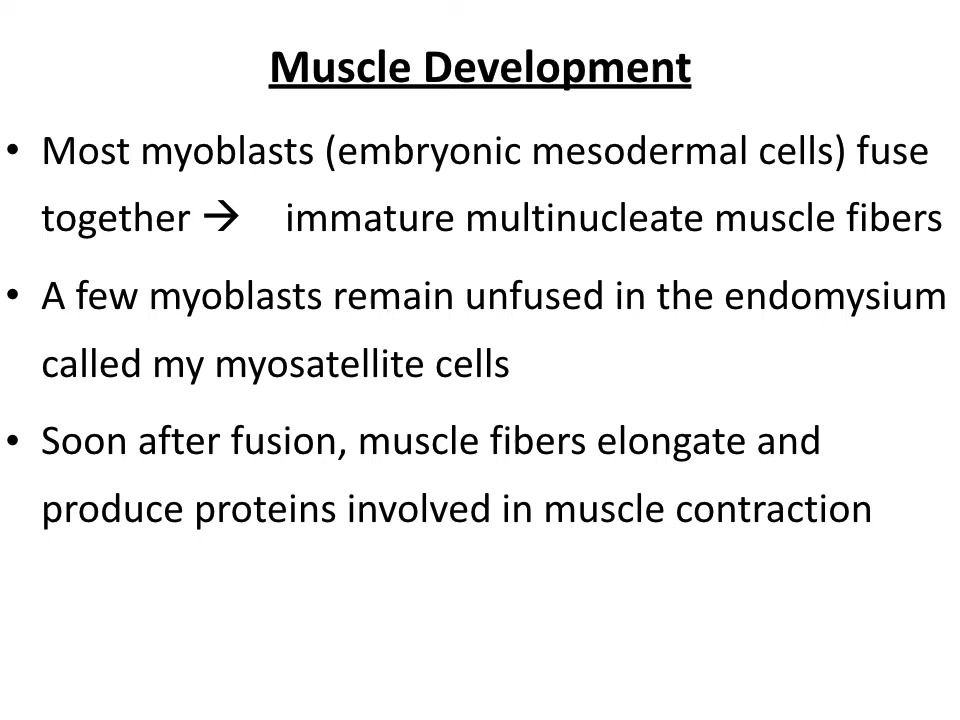 Muscle Development
• Most myoblasts (embryonic mesodermal cells) fuse
together → immature multinucleate muscle fibers
• A few myoblasts remain unfused in the endomysium
called my myosatellite cells
• Soon after fusion, muscle fibers elongate and
produce proteins involved in muscle contraction